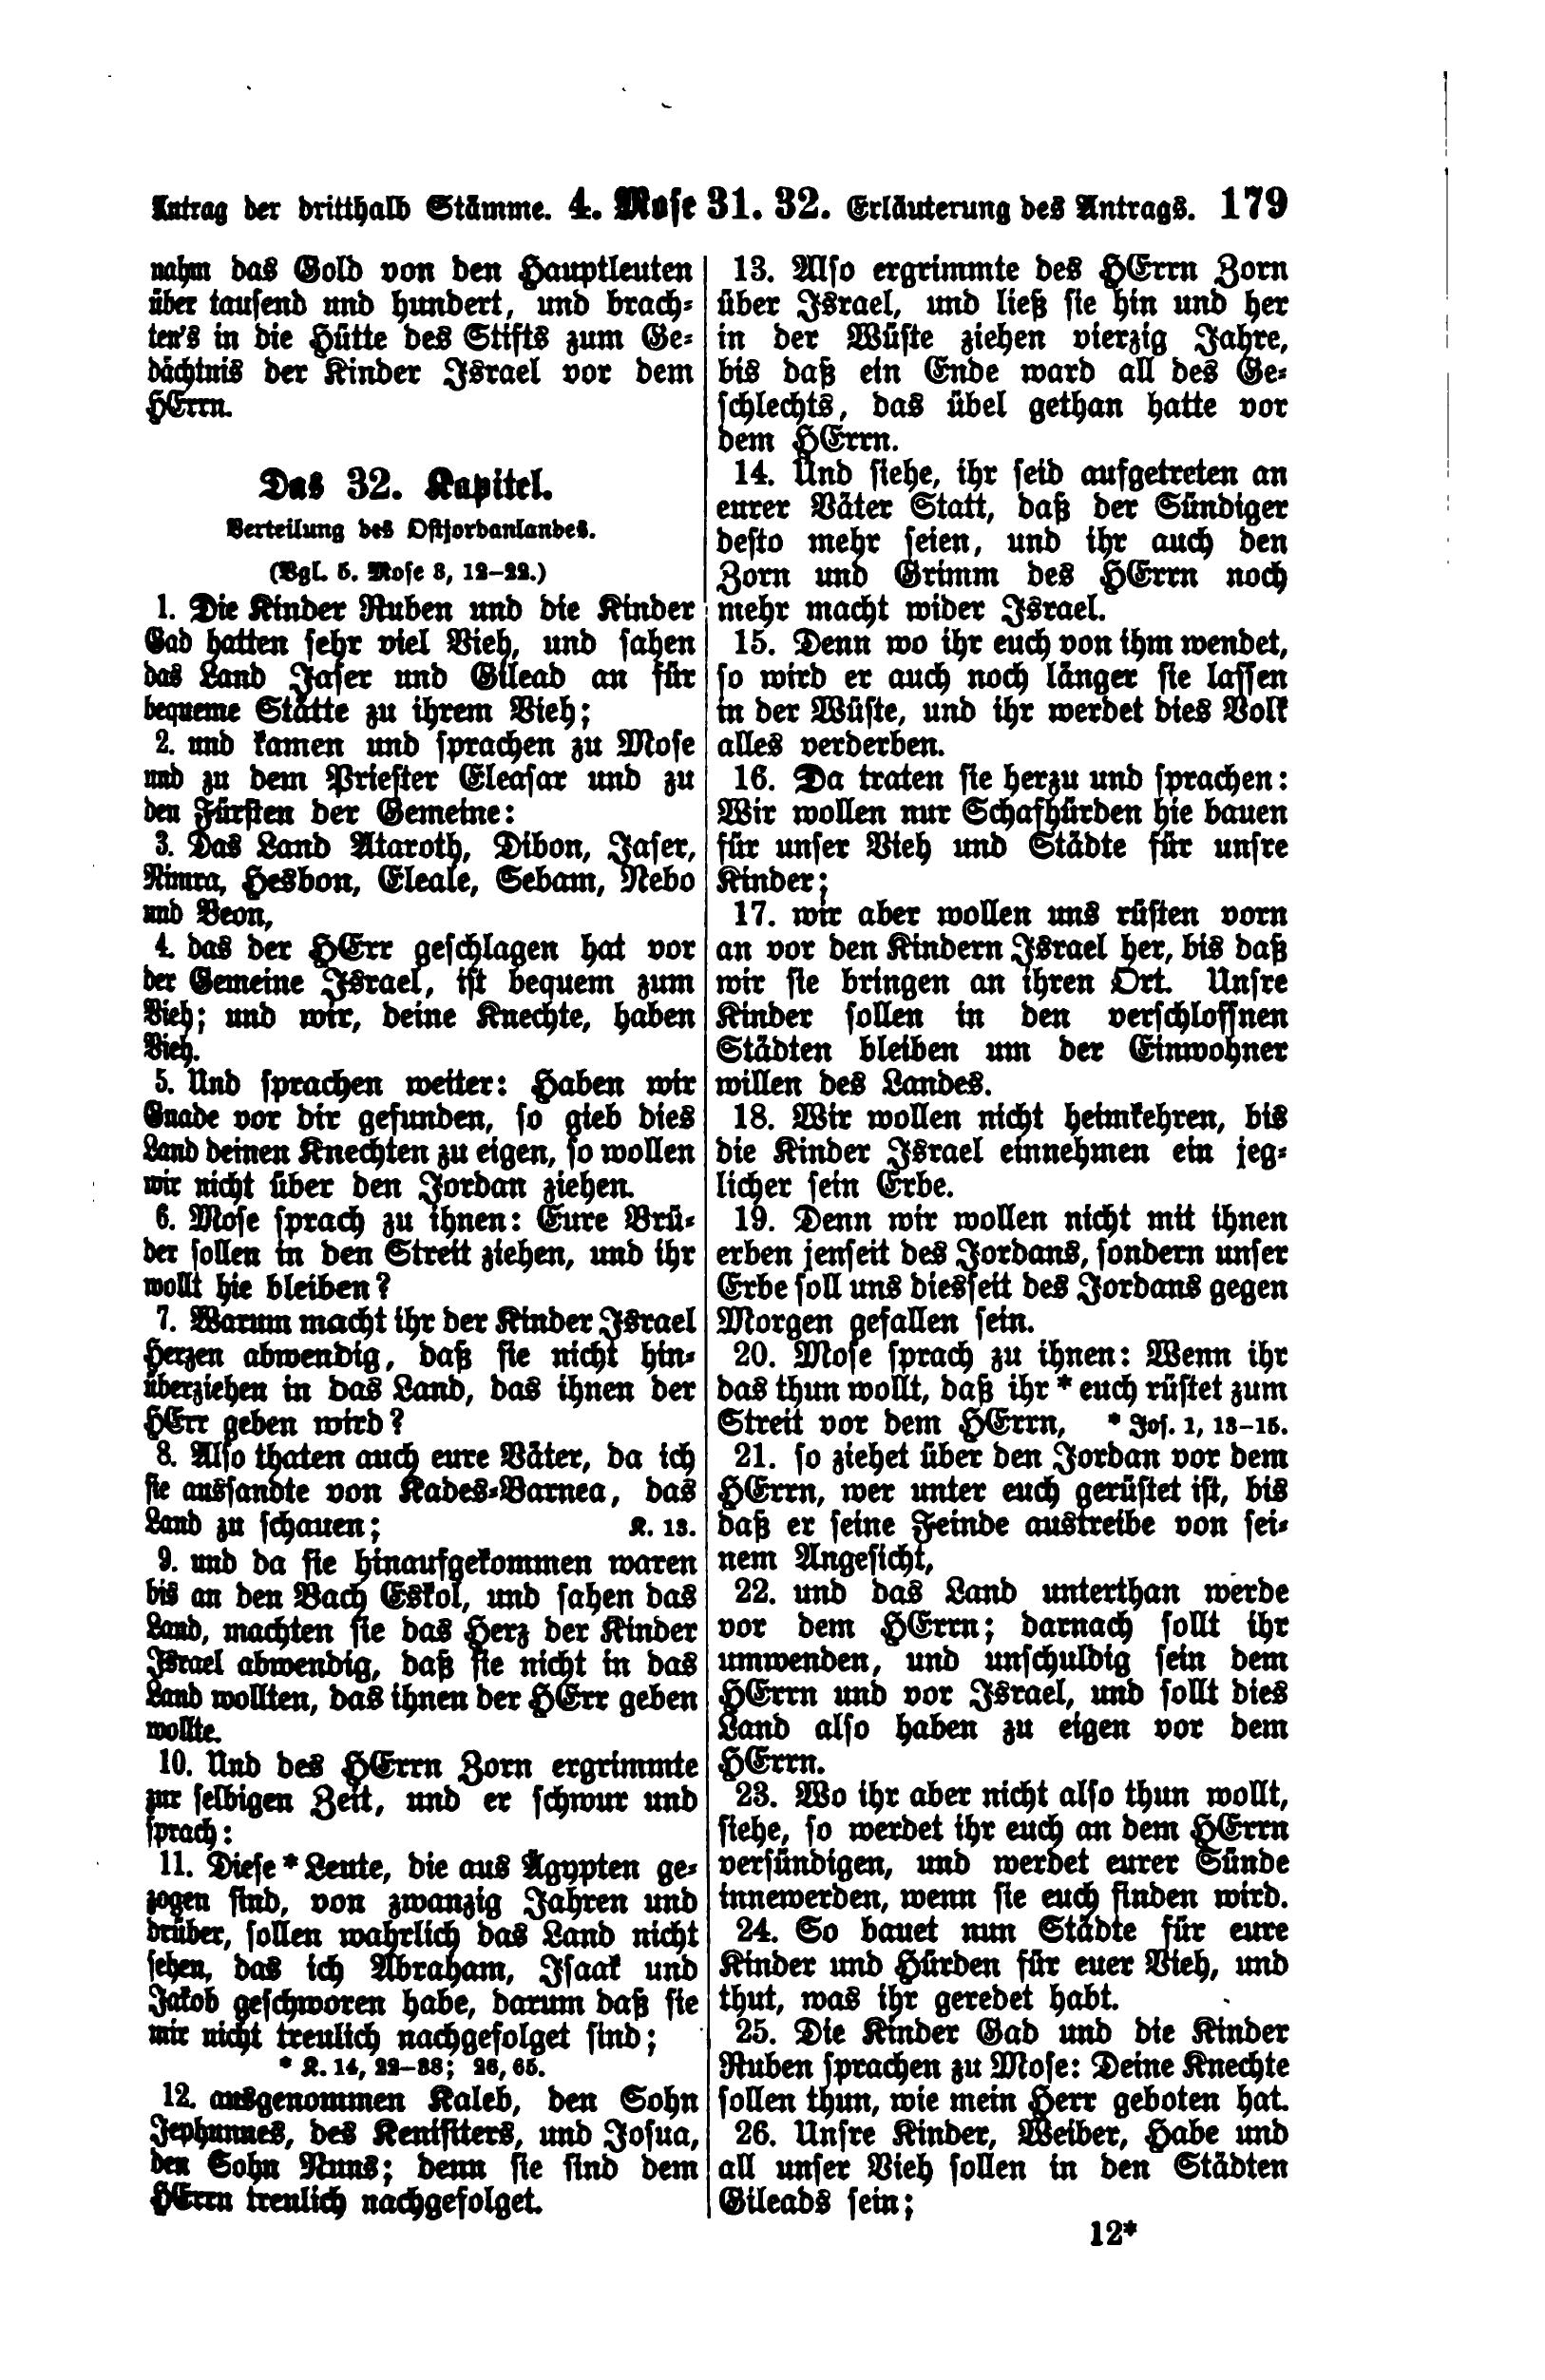 Antrag der dritthalb Stämme. 4. Mose 31. 32. Erläuterung des Antrags. 179
nahm das Gold von den Hauptleuten
über tausend und hundert, und brach-
ten's in die Hütte des Stifts zum Ge-
dächtnis der Kinder Israel vor dem
HErrn.
Das 32. Kapitel.
Verteilung des Ostjordanlandes.
(Vgl. 5. Mose 3, 12–22.)
1. Die Kinder Ruben und die Kinder
Gad hatten sehr viel Vieh, und sahen
das Land Jaser und Gilead an für
bequeme Stätte zu ihrem Vieh;
2. und kamen und sprachen zu Mose
und zu dem Priester Eleasar und zu
den Fürsten der Gemeine:
3. Das Land Ataroth, Dibon, Jaser,
Nimra, Hesbon, Eleale, Sebam, Nebo
und Beon,
4. das der HErr geschlagen hat vor
der Gemeine Israel, ist bequem zum
Vieh; und wir, deine Knechte, haben
Vieh.
5. Und sprachen weiter: Haben wir
Gnade vor dir gefunden, so gieb dies
Land deinen Knechten zu eigen, so wollen
wir nicht über den Jordan ziehen.
6. Mose sprach zu ihnen: Eure Brü-
der sollen in den Streit ziehen, und ihr
wollt hie bleiben?
7. Warum macht ihr der Kinder Israel
Herzen abwendig, daß sie nicht hin-
überziehen in das Land, das ihnen der
HErr geben wird?
8. Also thaten auch eure Väter, da ich
sie aussandte von Kades-Barnea, das
Land zu schauen; K. 13.
9. und da sie hinaufgekommen waren
bis an den Bach Eskol, und sahen das
Land, machten sie das Herz der Kinder
Israel abwendig, daß sie nicht in das
Land wollten, das ihnen der HErr geben
wollte.
10. Und des HErrn Zorn ergrimmte
zur selbigen Zeit, und er schwur und
sprach:
11. Diese * Leute, die aus Ägypten ge-
zogen sind, von zwanzig Jahren und
drüber, sollen wahrlich das Land nicht
sehen, das ich Abraham, Isaak und
Jakob geschworen habe, darum daß sie
mir nicht treulich nachgefolget sind;
* K. 14, 22–38; 26, 65.
12. ausgenommen Kaleb, den Sohn
Jephunnes, des Kenisiters, und Josua,
den Sohn Nuns; denn sie sind dem
HErrn treulich nachgefolget.
13. Also ergrimmte des HErrn Zorn
über Israel, und ließ sie hin und her
in der Wüste ziehen vierzig Jahre,
bis daß ein Ende ward all des Ge-
schlechts, das übel gethan hatte vor
dem HErrn.
14. Und siehe, ihr seid aufgetreten an
eurer Väter Statt, daß der Sündiger
desto mehr seien, und ihr auch den
Zorn und Grimm des HErrn noch
mehr macht wider Israel.
15. Denn wo ihr euch von ihm wendet,
so wird er auch noch länger sie lassen
in der Wüste, und ihr werdet dies Volk
alles verderben.
16. Da traten sie herzu und sprachen:
Wir wollen nur Schafhürden hie bauen
für unser Vieh und Städte für unsre
Kinder;
17. wir aber wollen uns rüsten vorn
an vor den Kindern Israel her, bis daß
wir sie bringen an ihren Ort. Unsre
Kinder sollen in den verschloßnen
Städten bleiben um der Einwohner
willen des Landes.
18. Wir wollen nicht heimkehren, bis
die Kinder Israel einnehmen ein jeg-
licher sein Erbe.
19. Denn wir wollen nicht mit ihnen
erben jenseit des Jordans, sondern unser
Erbe soll uns diesseit des Jordans gegen
Morgen gefallen sein.
20. Mose sprach zu ihnen: Wenn ihr
das thun wollt, daß ihr * euch rüstet zum
Streit vor dem HErrn, * Jos. 1, 13–15.
21. so ziehet über den Jordan vor dem
HErrn, wer unter euch gerüstet ist, bis
daß er seine Feinde austreibe von sei-
nem Angesicht,
22. und das Land unterthan werde
vor dem HErrn; darnach sollt ihr
umwenden, und unschuldig sein dem
HErrn und vor Israel, und sollt dies
Land also haben zu eigen vor dem
HErrn.
23. Wo ihr aber nicht also thun wollt,
siehe, so werdet ihr euch an dem HErrn
versündigen, und werdet eurer Sünde
innewerden, wenn sie euch finden wird.
24. So bauet nun Städte für eure
Kinder und Hürden für euer Vieh, und
thut, was ihr geredet habt.
25. Die Kinder Gad und die Kinder
Ruben sprachen zu Mose: Deine Knechte
sollen thun, wie mein Herr geboten hat.
26. Unsre Kinder, Weiber, Habe und
all unser Vieh sollen in den Städten
Gileads sein;
12*